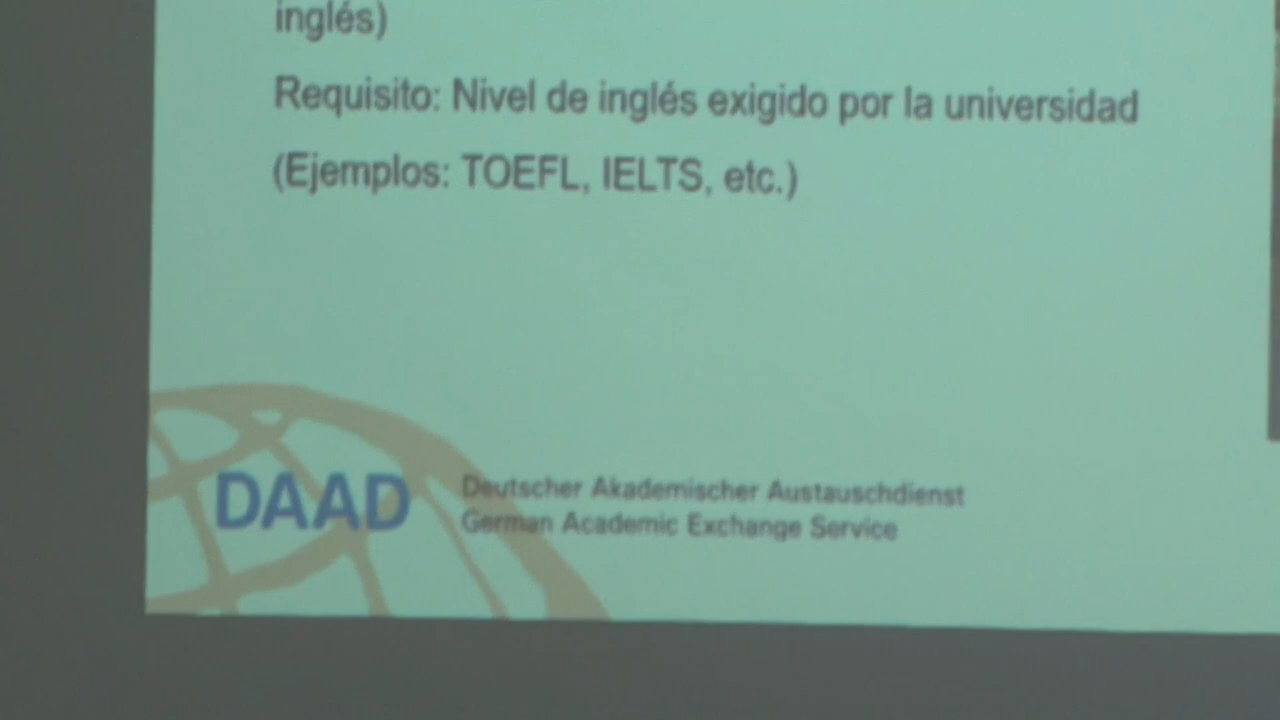 inglés)
Requisito: Nivel de inglés exigido por la universidad
(Ejemplos: TOEFL, IELTS, etc.)
DAAD
Deutscher Akademischer Austauschdienst
German Academic Exchange Service